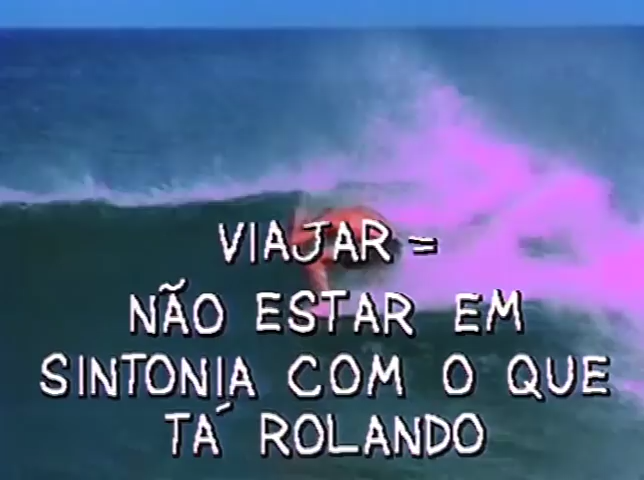 VIAJAR =
NÃO ESTAR EM
SINTONIA COM O QUE
TÁ ROLANDO